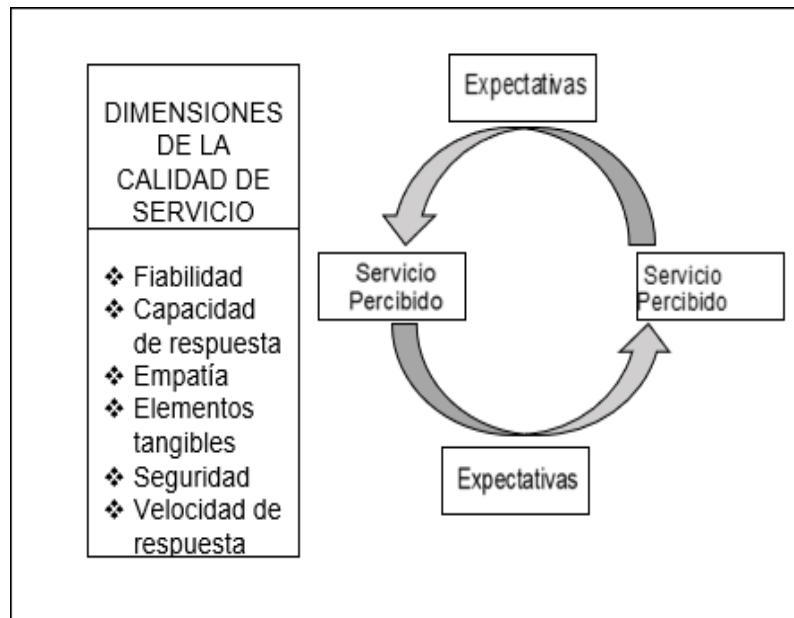 DIMENSIONES
DE LA
CALIDAD DE
SERVICIO
❖ Fiabilidad
❖ Capacidad
de respuesta
❖ Empatía
❖ Elementos
tangibles
❖ Seguridad
❖ Velocidad de
respuesta
Expectativas
Servicio
Percibido
Servicio
Percibido
Expectativas